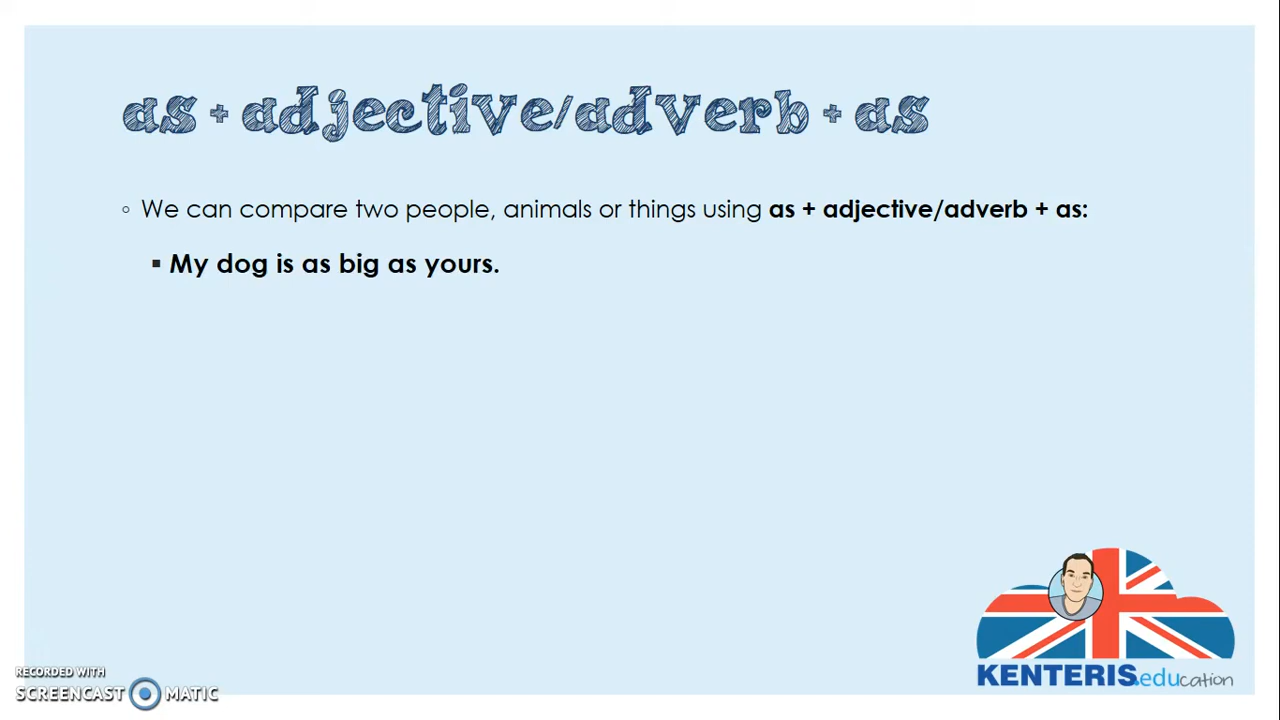 as + adjective/adverb + as
◦ We can compare two people, animals or things using as + adjective/adverb + as:
▪ My dog is as big as yours.
KENTERIS.education
RECORDED WITH
SCREENCAST MATIC